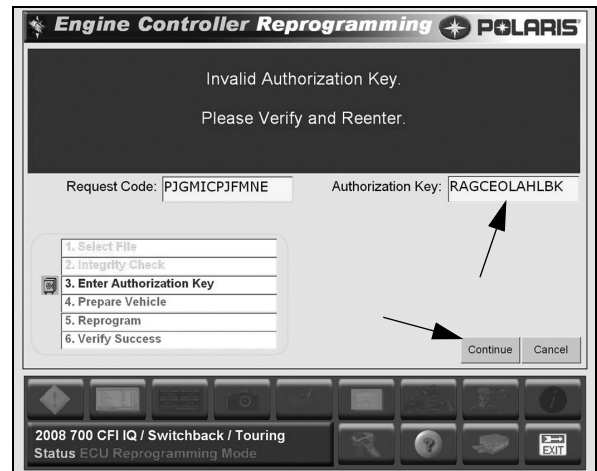 Engine Controller Reprogramming POLARIS
Invalid Authorization Key.
Please Verify and Reenter.
Request Code: PJGMICPJFMNE Authorization Key: RAGCEOLAHLBK
1. Select File
2. Integrity Check
3. Enter Authorization Key
4. Prepare Vehicle
5. Reprogram
6. Verify Success
Continue Cancel
2008 700 CFI IQ / Switchback / Touring
Status ECU Reprogramming Mode
EXIT